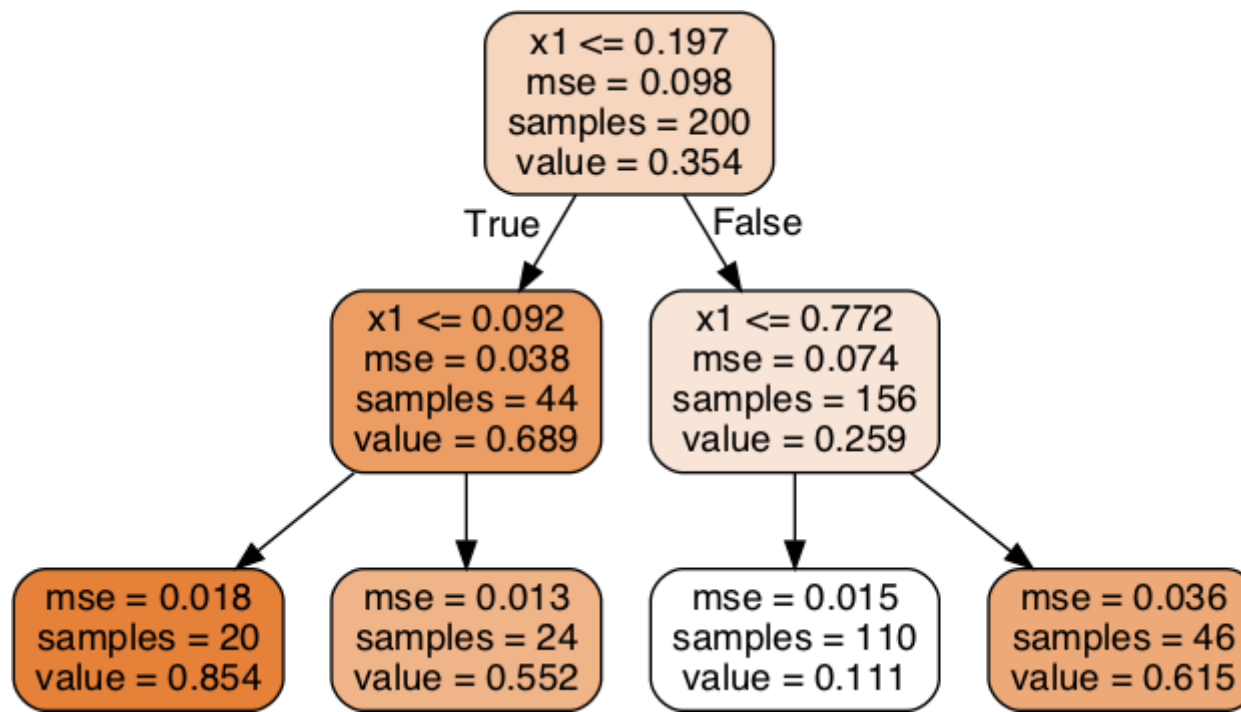 x1 <= 0.197
mse = 0.098
samples = 200
value = 0.354
True
False
x1 <= 0.092
mse = 0.038
samples = 44
value = 0.689
x1 <= 0.772
mse = 0.074
samples = 156
value = 0.259
mse = 0.018
samples = 20
value = 0.854
mse = 0.013
samples = 24
value = 0.552
mse = 0.015
samples = 110
value = 0.111
mse = 0.036
samples = 46
value = 0.615